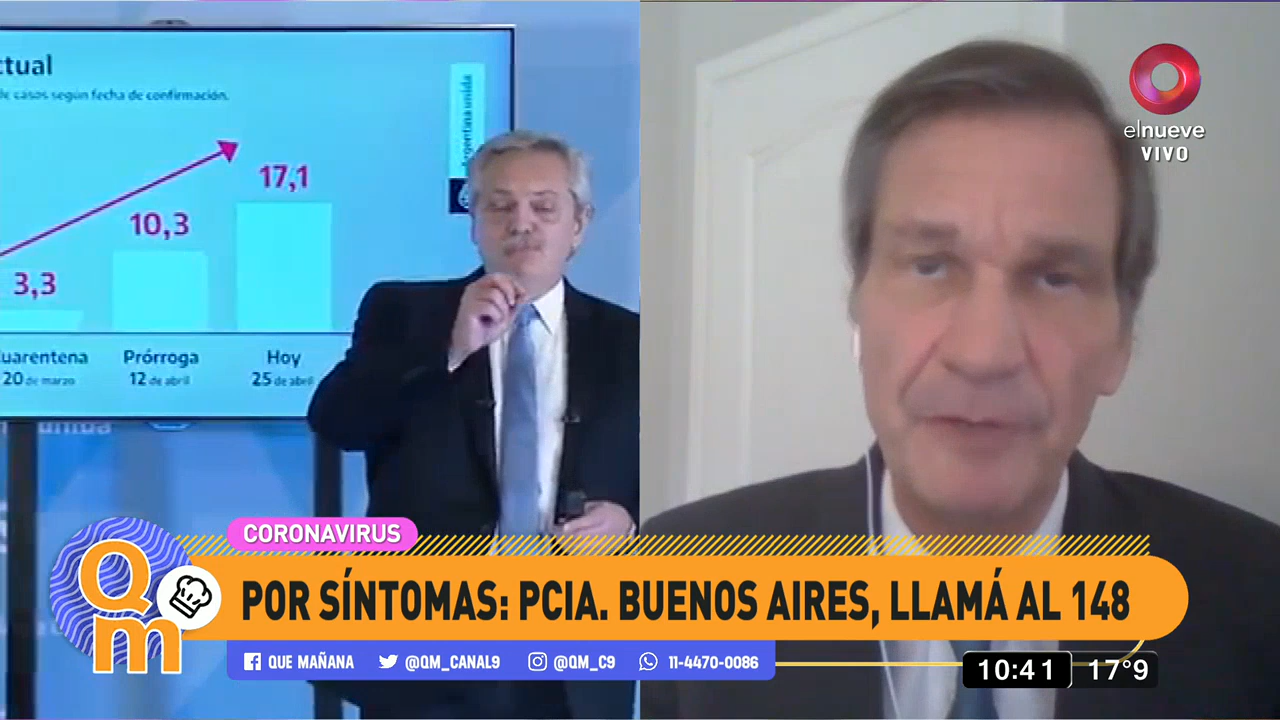 ctual
de casos según fecha de confirmación.
Argentina unida
17,1
10,3
3,3
uarentena
20 de marzo
Prórroga
12 de abril
Hoy
25 de abril
unida
elnueve
VIVO
CORONAVIRUS
QM
POR SÍNTOMAS: PCIA. BUENOS AIRES, LLAMÁ AL 148
QUE MAÑANA @QM_CANAL9 @QM_C9 11-4470-0086
10:41 17°9